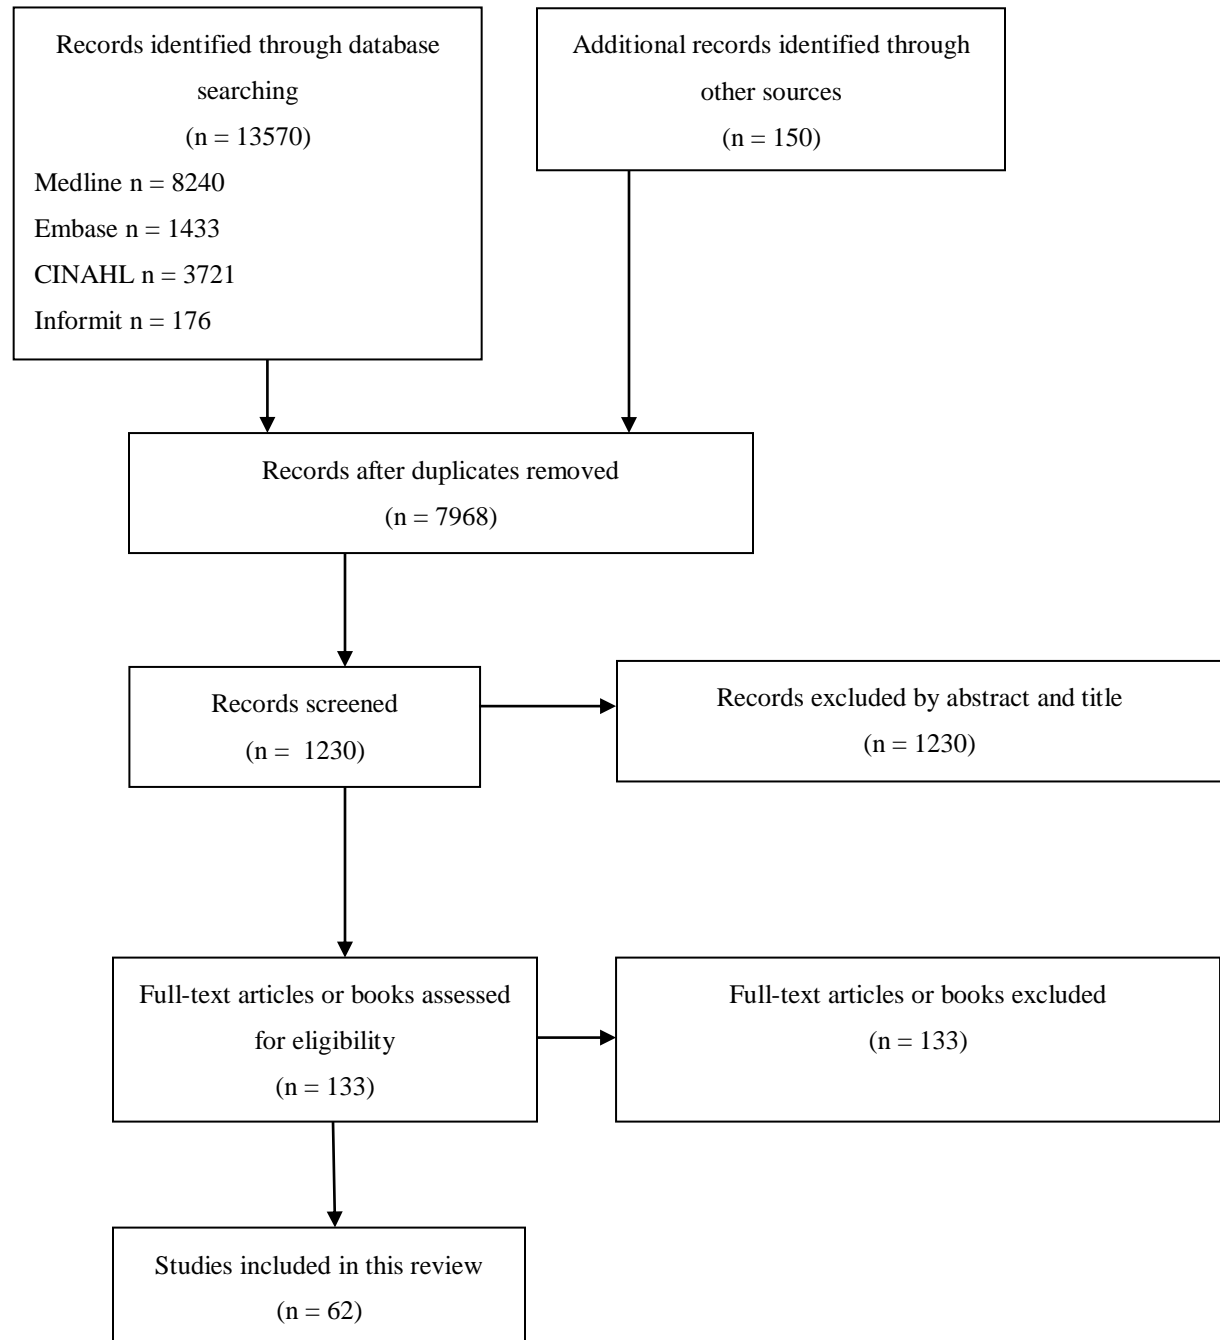 Records identified through database
searching
(n = 13570)
Medline n = 8240
Embase n = 1433
CINAHL n = 3721
Informit n = 176
Additional records identified through
other sources
(n = 150)
Records after duplicates removed
(n = 7968)
Records screened
(n =  1230)
Records excluded by abstract and title
(n = 1230)
Full-text articles or books assessed
for eligibility
(n = 133)
Full-text articles or books excluded
(n = 133)
Studies included in this review
(n = 62)